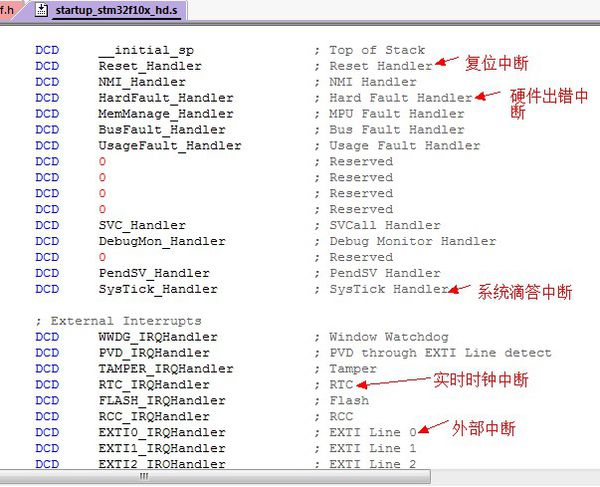 f.h startup_stm32f10x_hd.s
DCD __initial_sp ; Top of Stack
DCD Reset_Handler ; Reset Handler 复位中断
DCD NMI_Handler ; NMI Handler
DCD HardFault_Handler ; Hard Fault Handler 硬件出错中
断
DCD MemManage_Handler ; MPU Fault Handler
DCD BusFault_Handler ; Bus Fault Handler
DCD UsageFault_Handler ; Usage Fault Handler
DCD 0 ; Reserved
DCD 0 ; Reserved
DCD 0 ; Reserved
DCD 0 ; Reserved
DCD SVC_Handler ; SVCall Handler
DCD DebugMon_Handler ; Debug Monitor Handler
DCD 0 ; Reserved
DCD PendSV_Handler ; PendSV Handler
DCD SysTick_Handler ; SysTick Handler 系统滴答中断
; External Interrupts
DCD WWDG_IRQHandler ; Window Watchdog
DCD PVD_IRQHandler ; PVD through EXTI Line detect
DCD TAMPER_IRQHandler ; Tamper
DCD RTC_IRQHandler ; RTC 实时时钟中断
DCD FLASH_IRQHandler ; Flash
DCD RCC_IRQHandler ; RCC
DCD EXTI0_IRQHandler ; EXTI Line 0 外部中断
DCD EXTI1_IRQHandler ; EXTI Line 1
DCD EXTI2_IRQHandler ; EXTI Line 2